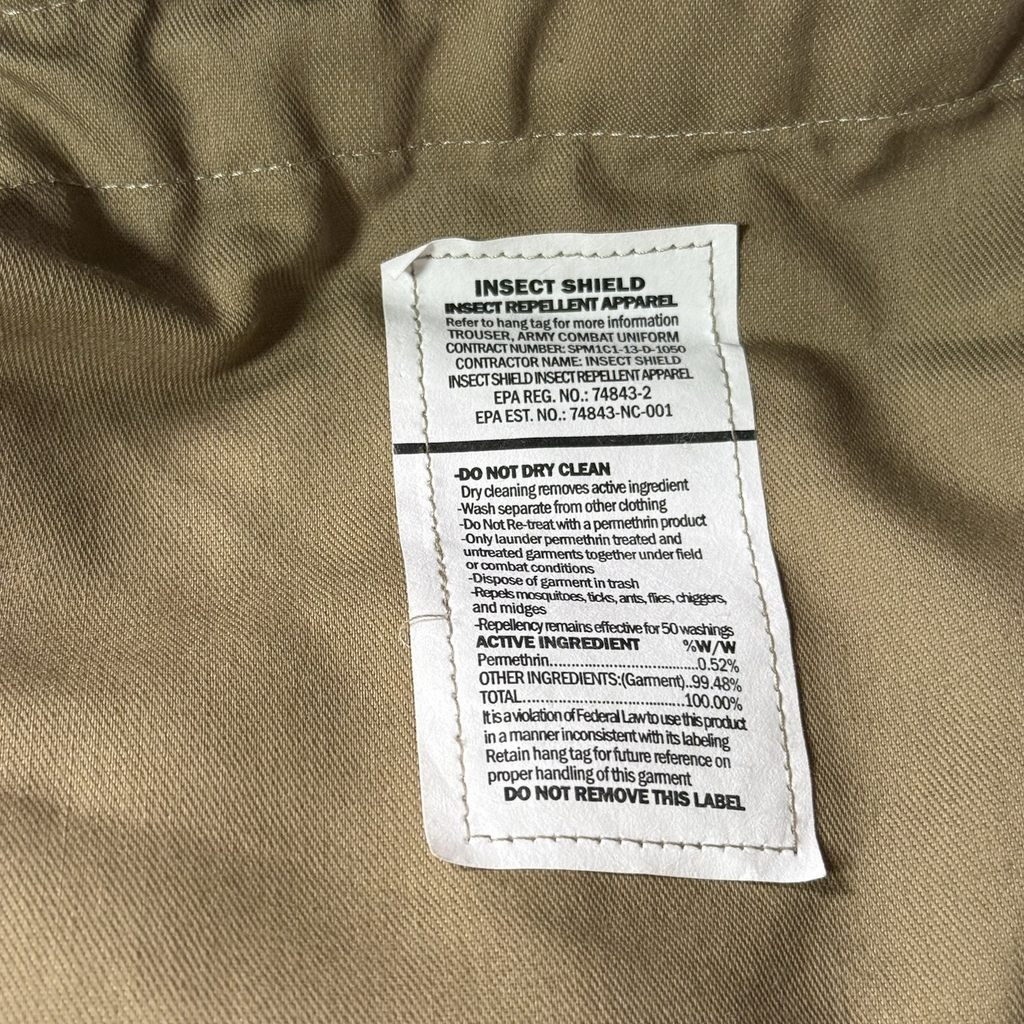 INSECT SHIELD
INSECT REPELLENT APPAREL
Refer to hang tag for more information
TROUSER, ARMY COMBAT UNIFORM
CONTRACT NUMBER: SPM1C1-13-D-1050
CONTRACTOR NAME: INSECT SHIELD
INSECT SHIELD INSECT REPELLENT APPAREL
EPA REG. NO.: 74843-2
EPA EST. NO.: 74843-NC-001
-DO NOT DRY CLEAN
Dry cleaning removes active ingredient
-Wash separate from other clothing
-Do Not Re-treat with a permethrin product
-Only launder permethrin treated and
untreated garments together under field
or combat conditions
-Dispose of garment in trash
-Repels mosquitoes, ticks, ants, flies, chiggers,
and midges
-Repellency remains effective for 50 washings
ACTIVE INGREDIENT %W/W
Permethrin.....................................0.52%
OTHER INGREDIENTS:(Garment)..99.48%
TOTAL........................................100.00%
It is a violation of Federal Law to use this product
in a manner inconsistent with its labeling
Retain hang tag for future reference on
proper handling of this garment
DO NOT REMOVE THIS LABEL